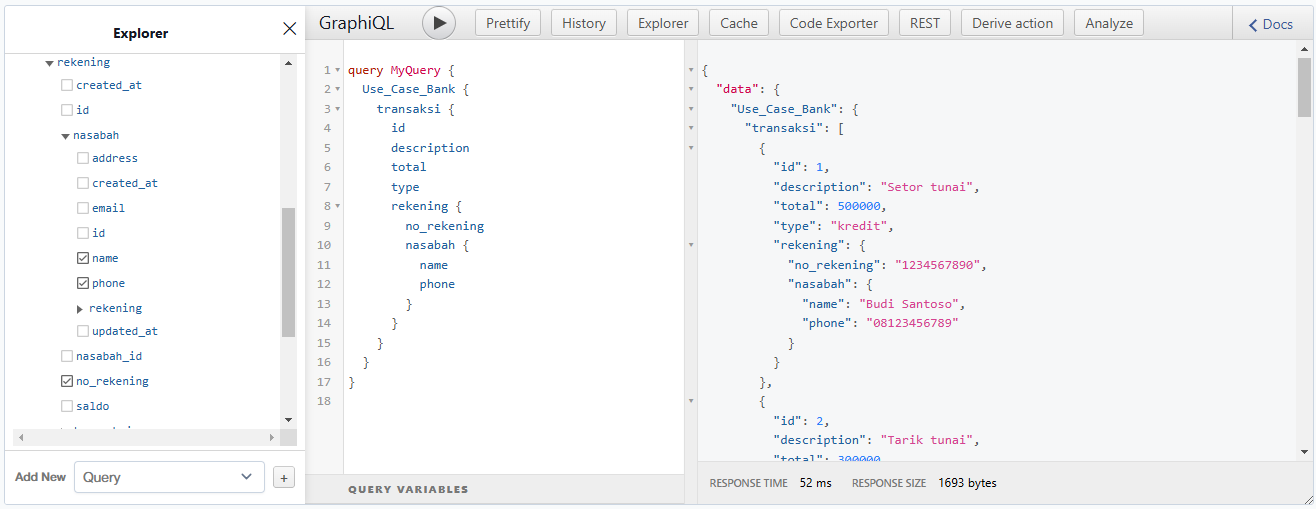 Explorer
rekening
created_at
id
nasabah
address
created_at
email
id
name
phone
rekening
updated_at
nasabah_id
no_rekening
saldo
Add New Query +
GraphiQL Prettify History Explorer Cache Code Exporter REST Derive action Analyze Docs
1 query MyQuery {
2 Use_Case_Bank {
3 transaksi {
4 id
5 description
6 total
7 type
8 rekening {
9 no_rekening
10 nasabah {
11 name
12 phone
13 }
14 }
15 }
16 }
17 }
18
QUERY VARIABLES
{
"data": {
"Use_Case_Bank": {
"transaksi": [
{
"id": 1,
"description": "Setor tunai",
"total": 500000,
"type": "kredit",
"rekening": {
"no_rekening": "1234567890",
"nasabah": {
"name": "Budi Santoso",
"phone": "08123456789"
}
}
},
{
"id": 2,
"description": "Tarik tunai",
"total": 300000
RESPONSE TIME 52 ms RESPONSE SIZE 1693 bytes